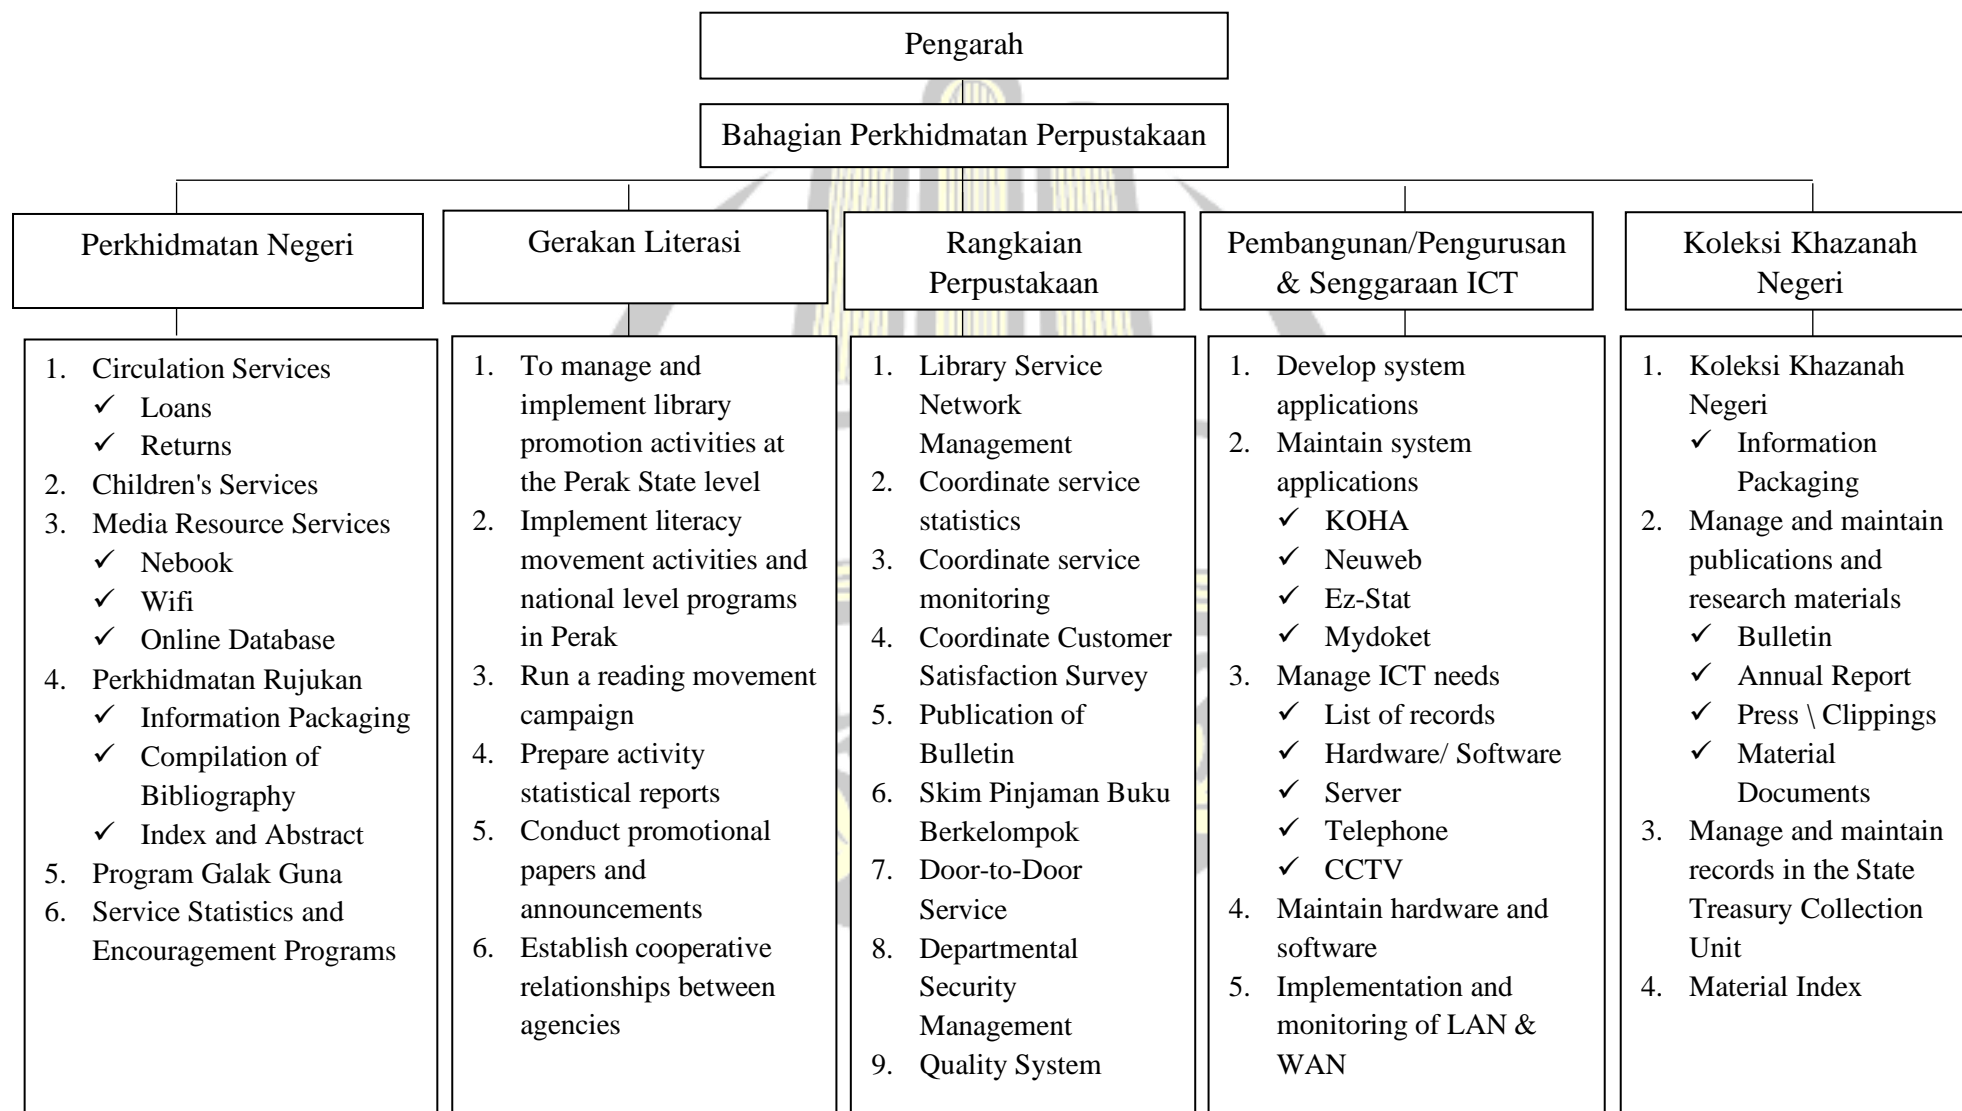 Pengarah
Bahagian Perkhidmatan Perpustakaan
Perkhidmatan Negeri
1. Circulation Services
✓ Loans
✓ Returns
2. Children's Services
3. Media Resource Services
✓ Nebook
✓ Wifi
✓ Online Database
4. Perkhidmatan Rujukan
✓ Information Packaging
✓ Compilation of
Bibliography
✓ Index and Abstract
5. Program Galak Guna
6. Service Statistics and
Encouragement Programs
Gerakan Literasi
1. To manage and
implement library
promotion activities at
the Perak State level
2. Implement literacy
movement activities and
national level programs
in Perak
3. Run a reading movement
campaign
4. Prepare activity
statistical reports
5. Conduct promotional
papers and
announcements
6. Establish cooperative
relationships between
agencies
Rangkaian
Perpustakaan
1. Library Service
Network
Management
2. Coordinate service
statistics
3. Coordinate service
monitoring
4. Coordinate Customer
Satisfaction Survey
5. Publication of
Bulletin
6. Skim Pinjaman Buku
Berkelompok
7. Door-to-Door
Service
8. Departmental
Security
Management
9. Quality System
Pembangunan/Pengurusan
& Senggaraan ICT
1. Develop system
applications
2. Maintain system
applications
✓ KOHA
✓ Neuweb
✓ Ez-Stat
✓ Mydoket
3. Manage ICT needs
✓ List of records
✓ Hardware/ Software
✓ Server
✓ Telephone
✓ CCTV
4. Maintain hardware and
software
5. Implementation and
monitoring of LAN &
WAN
Koleksi Khazanah
Negeri
1. Koleksi Khazanah
Negeri
✓ Information
Packaging
2. Manage and maintain
publications and
research materials
✓ Bulletin
✓ Annual Report
✓ Press \ Clippings
✓ Material
Documents
3. Manage and maintain
records in the State
Treasury Collection
Unit
4. Material Index